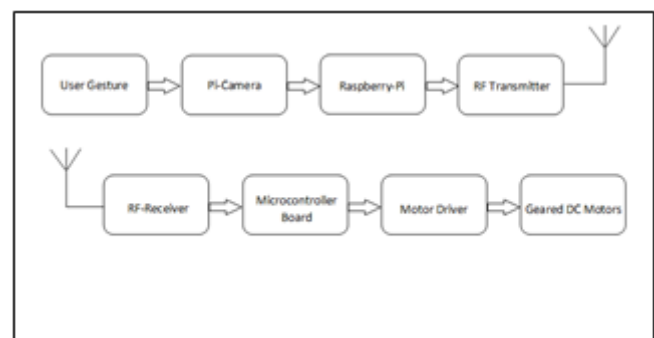 User Gesture
Pi-Camera
Raspberry-Pi
RF Transmitter
RF-Receiver
Microcontroller
Board
Motor Driver
Geared DC Motors